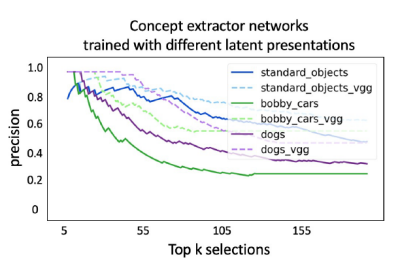 Concept extractor networks
trained with different latent presentations
precision
1.0
0.8
0.6
0.4
0.2
0
standard_objects
standard_objects_vgg
bobby_cars
bobby_cars_vgg
dogs
dogs_vgg
5 55 105 155
Top k selections